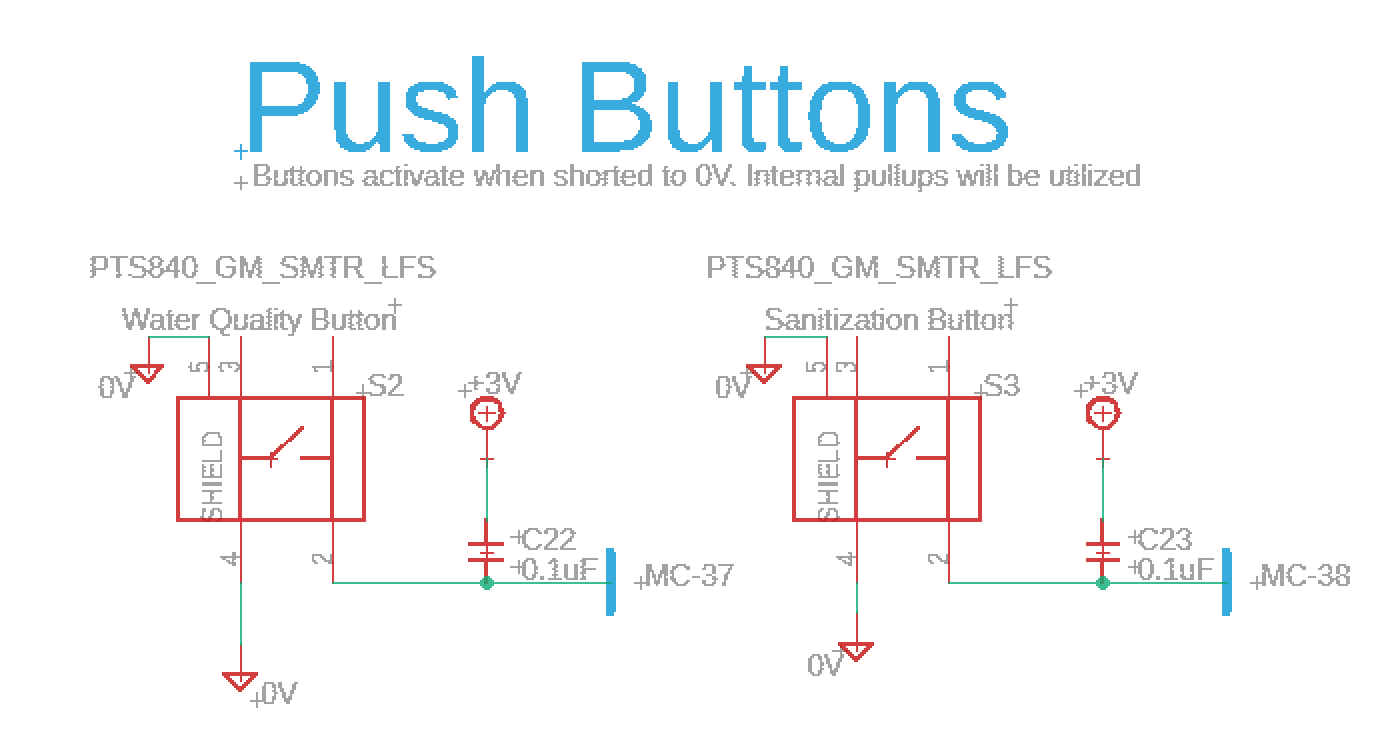 Push Buttons
Buttons activate when shorted to 0V. Internal pullups will be utilized
PTS840_GM_SMTR_LFS
Water Quality Button
0V
5
3
1
S2
+3V
SHIELD
4
2
C22
0.1uF
MC-37
0V
PTS840_GM_SMTR_LFS
Sanitization Button
0V
5
3
1
S3
+3V
SHIELD
4
2
C23
0.1uF
MC-38
0V